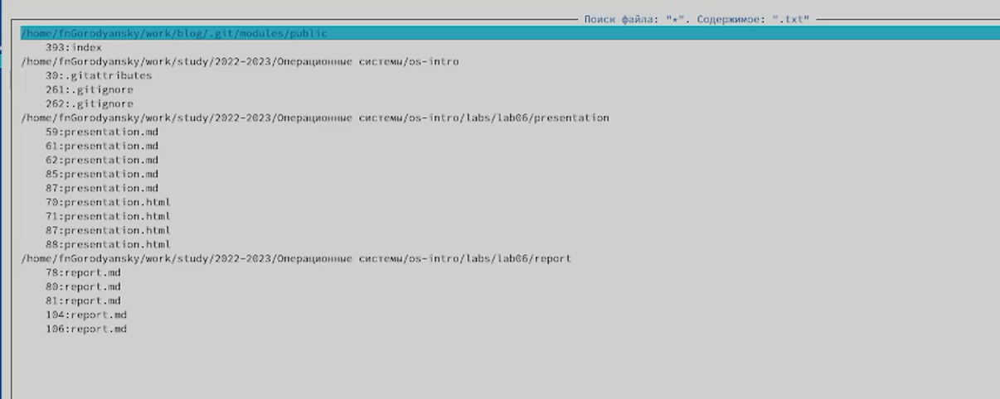 Поиск файла: "*". Содержимое: ".txt"
/home/fnGorodyansky/work/blog/.git/modules/public
393:index
/home/fnGorodyansky/work/study/2022-2023/Операционные системы/os-intro
30:.gitattributes
261:.gitignore
262:.gitignore
/home/fnGorodyansky/work/study/2022-2023/Операционные системы/os-intro/labs/lab06/presentation
59:presentation.md
61:presentation.md
62:presentation.md
85:presentation.md
87:presentation.md
70:presentation.html
71:presentation.html
87:presentation.html
88:presentation.html
/home/fnGorodyansky/work/study/2022-2023/Операционные системы/os-intro/labs/lab06/report
78:report.md
80:report.md
81:report.md
104:report.md
106:report.md